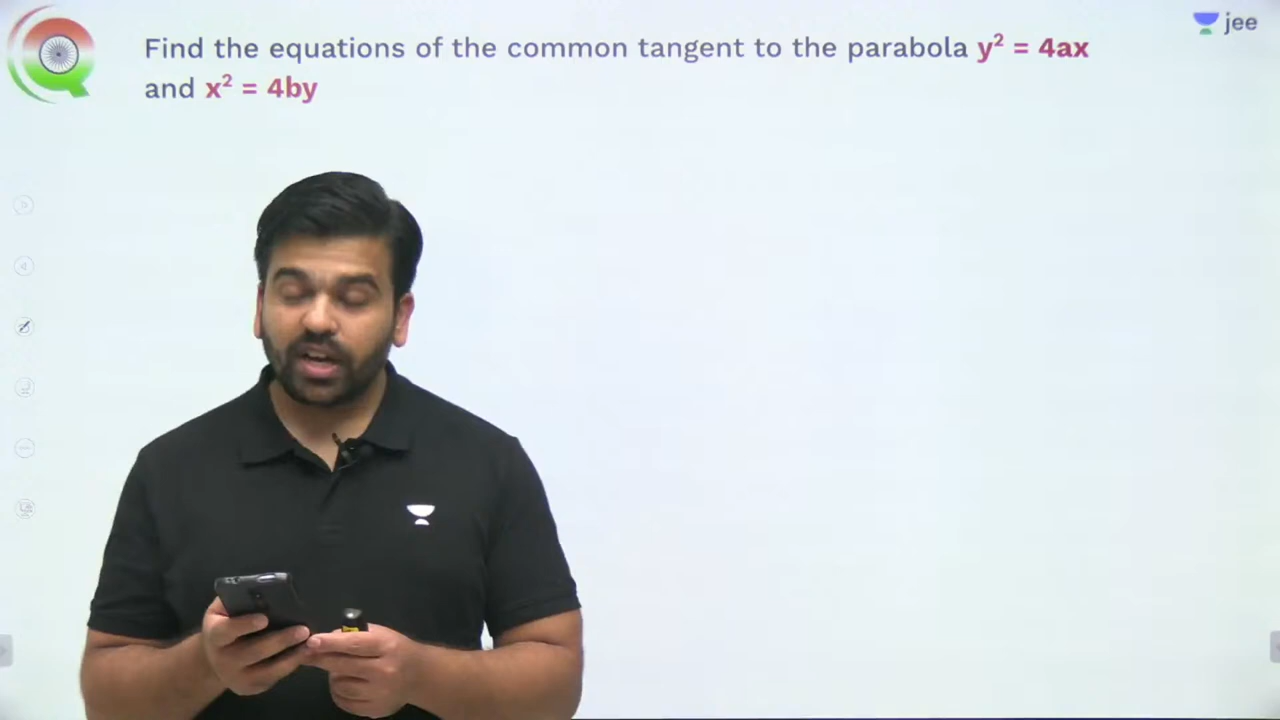 Find the equations of the common tangent to the parabola y² = 4ax
and x² = 4by
jee